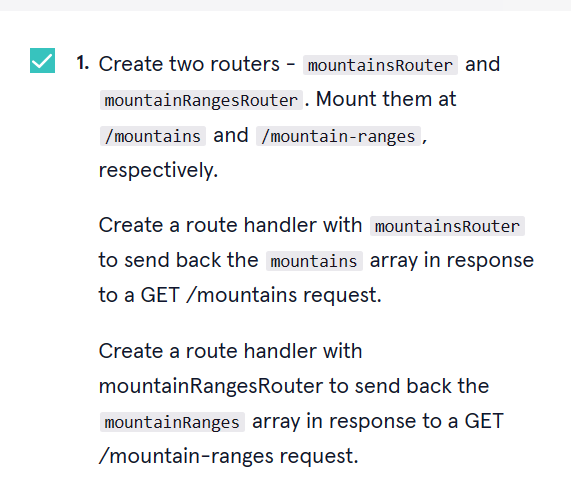 1. Create two routers - mountainsRouter and
mountainRangesRouter. Mount them at
/mountains and /mountain-ranges,
respectively.
Create a route handler with mountainsRouter
to send back the mountains array in response
to a GET /mountains request.
Create a route handler with
mountainRangesRouter to send back the
mountainRanges array in response to a GET
/mountain-ranges request.